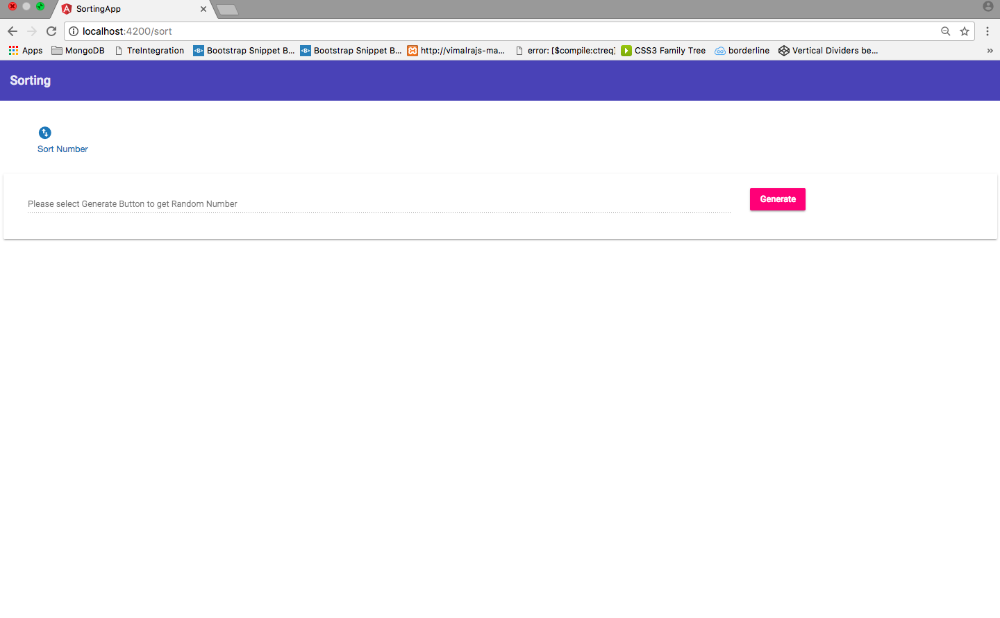 SortingApp
localhost:4200/sort
Apps MongoDB TreIntegration Bootstrap Snippet B... Bootstrap Snippet B... http://vimalrajs-ma... error: [$compile:ctreq] CSS3 Family Tree borderline Vertical Dividers be... »
Sorting
Sort Number
Please select Generate Button to get Random Number
Generate